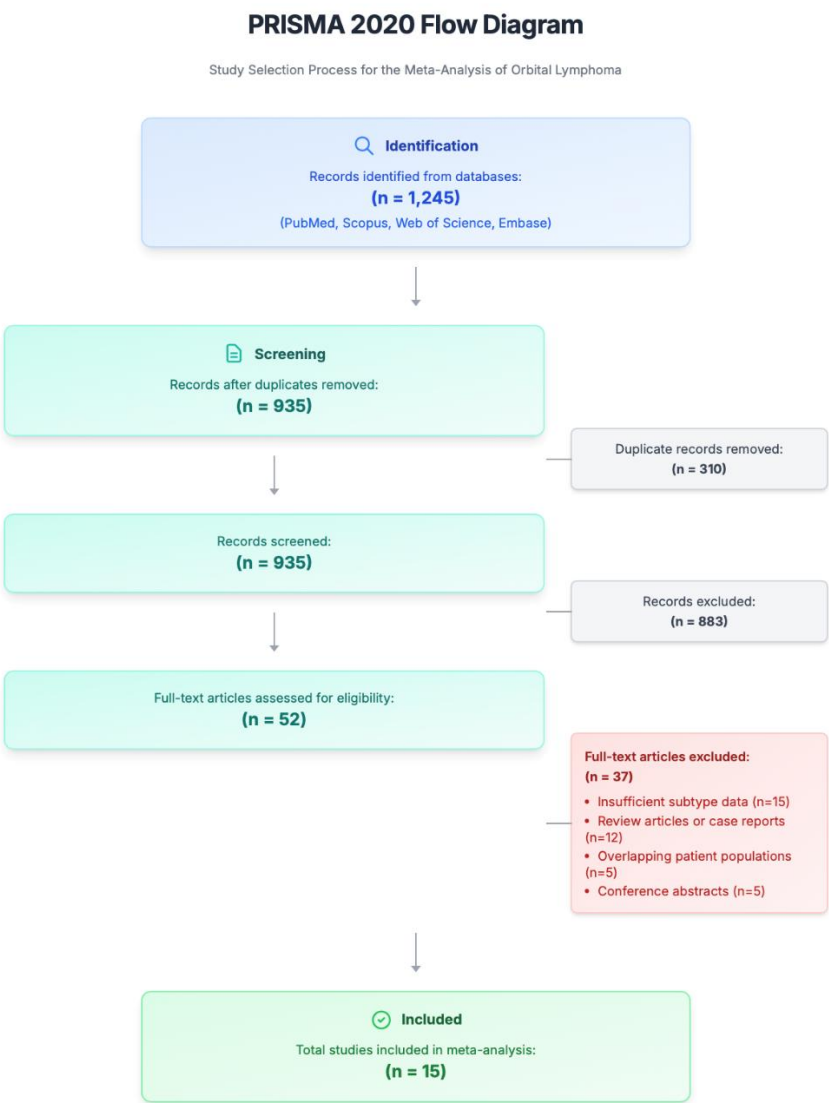 PRISMA 2020 Flow Diagram
Study Selection Process for the Meta-Analysis of Orbital Lymphoma
Identification
Records identified from databases:
(n = 1,245)
(PubMed, Scopus, Web of Science, Embase)
Screening
Records after duplicates removed:
(n = 935)
Duplicate records removed:
(n = 310)
Records screened:
(n = 935)
Records excluded:
(n = 883)
Full-text articles assessed for eligibility:
(n = 52)
Full-text articles excluded:
(n = 37)
• Insufficient subtype data (n=15)
• Review articles or case reports
(n=12)
• Overlapping patient populations
(n=5)
• Conference abstracts (n=5)
Included
Total studies included in meta-analysis:
(n = 15)